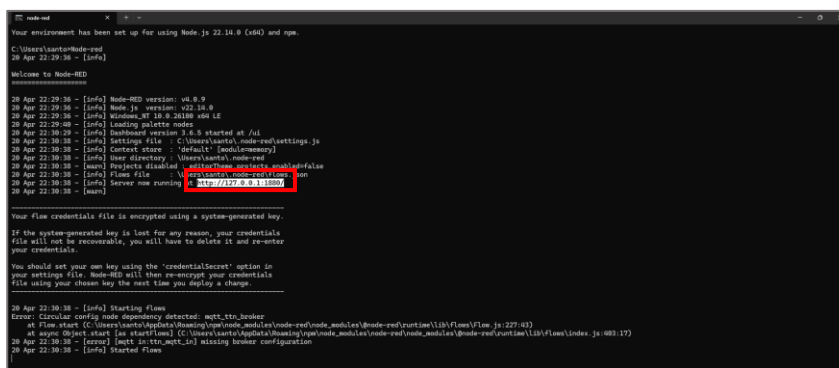 node-red
Your environment has been set up for using Node.js 22.14.0 (x64) and npm.
C:\Users\santo>Node-red
20 Apr 22:29:36 - [info]
Welcome to Node-RED
===================
20 Apr 22:29:36 - [info] Node-RED version: v4.0.9
20 Apr 22:29:36 - [info] Node.js  version: v22.14.0
20 Apr 22:29:36 - [info] Windows_NT 10.0.26100 x64 LE
20 Apr 22:29:40 - [info] Loading palette nodes
20 Apr 22:30:29 - [info] Dashboard version 3.6.5 started at /ui
20 Apr 22:30:38 - [info] Settings file  : C:\Users\santo\.node-red\settings.js
20 Apr 22:30:38 - [info] Context store  : 'default' [module=memory]
20 Apr 22:30:38 - [info] User directory : \Users\santo\.node-red
20 Apr 22:30:38 - [warn] Projects disabled : editorTheme.projects.enabled=false
20 Apr 22:30:38 - [info] Flows file     : \Users\santo\.node-red\flows.json
20 Apr 22:30:38 - [info] Server now running at http://127.0.0.1:1880/
20 Apr 22:30:38 - [warn]
---------------------------------------------------------------------
Your flow credentials file is encrypted using a system-generated key.
If the system-generated key is lost for any reason, your credentials
file will not be recoverable, you will have to delete it and re-enter
your credentials.
You should set your own key using the 'credentialSecret' option in
your settings file. Node-RED will then re-encrypt your credentials
file using your chosen key the next time you deploy a change.
---------------------------------------------------------------------
20 Apr 22:30:38 - [info] Starting flows
Error: Circular config node dependency detected: mqtt_ttn_broker
    at Flow.start (C:\Users\santo\AppData\Roaming\npm\node_modules\node-red\node_modules\@node-red\runtime\lib\flows\Flow.js:227:43)
    at async Object.start [as startFlows] (C:\Users\santo\AppData\Roaming\npm\node_modules\node-red\node_modules\@node-red\runtime\lib\flows\index.js:403:17)
20 Apr 22:30:38 - [error] [mqtt in:ttn_mqtt_in] missing broker configuration
20 Apr 22:30:38 - [info] Started flows